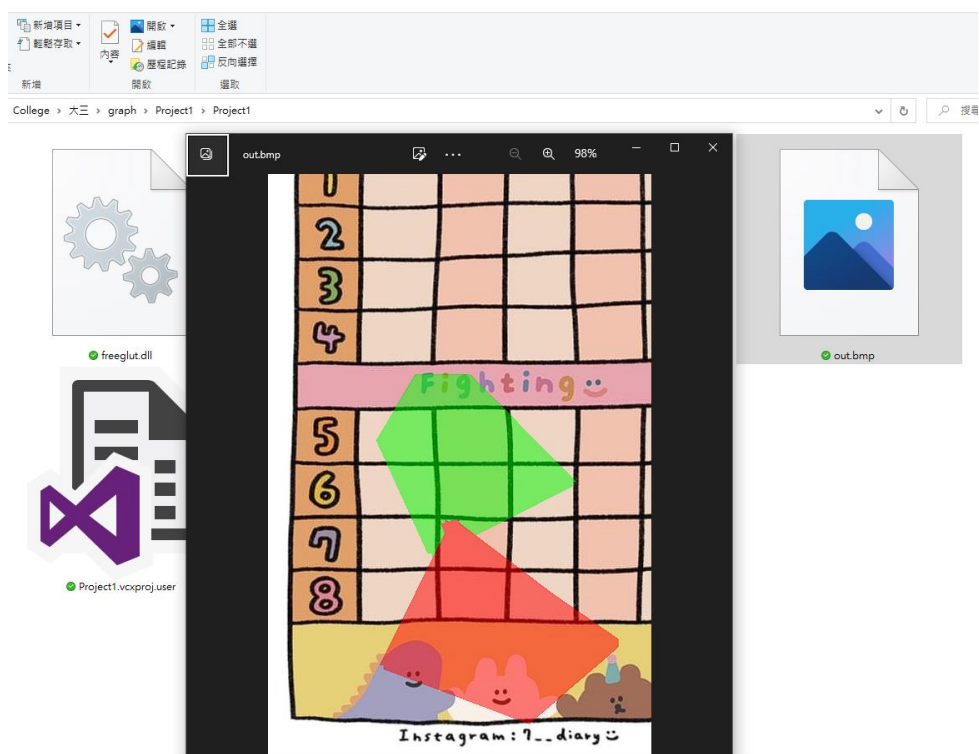 新增項目
輕鬆存取
新增
內容
開啟
編輯
歷程記錄
開啟
全選
全部不選
反向選擇
選取
College > 大三 > graph > Project1 > Project1
搜尋
out.bmp
98%
freeglut.dll
out.bmp
Project1.vcxproj.user
1
2
3
4
Fighting
5
6
7
8
Instagram: 7__diary